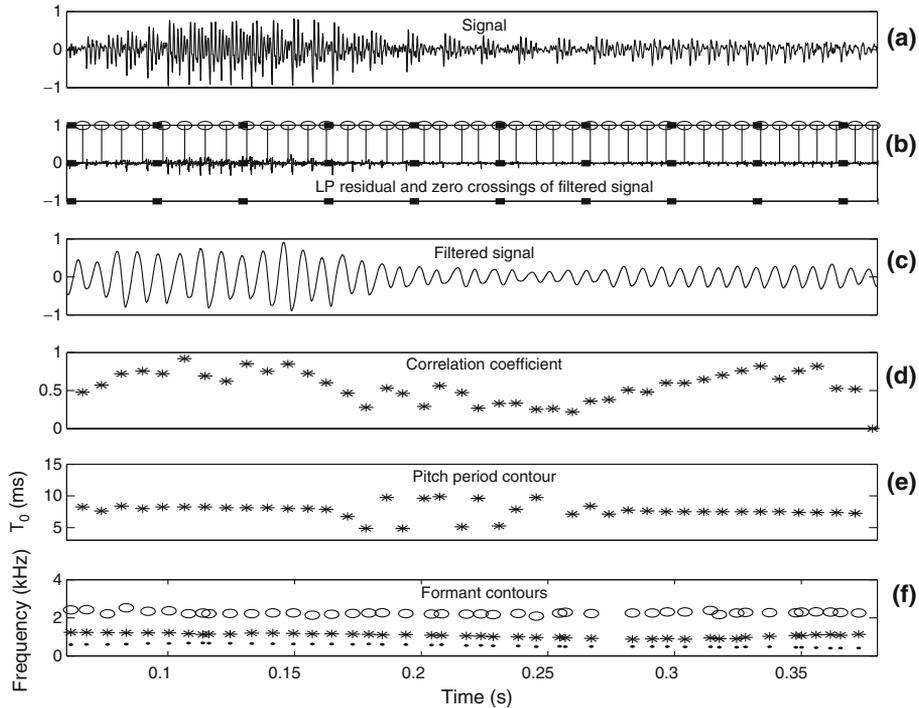 1
Signal
0
(a)
−1
1
0
(b)
LP residual and zero crossings of filtered signal
−1
1
Filtered signal
0
(c)
−1
1
Correlation coefficient
0.5
(d)
0
15
Pitch period contour
10
(e)
5
T0 (ms)
4
Formant contours
(f)
2
0
Frequency (kHz)
0.1 0.15 0.2 0.25 0.3 0.35
Time (s)